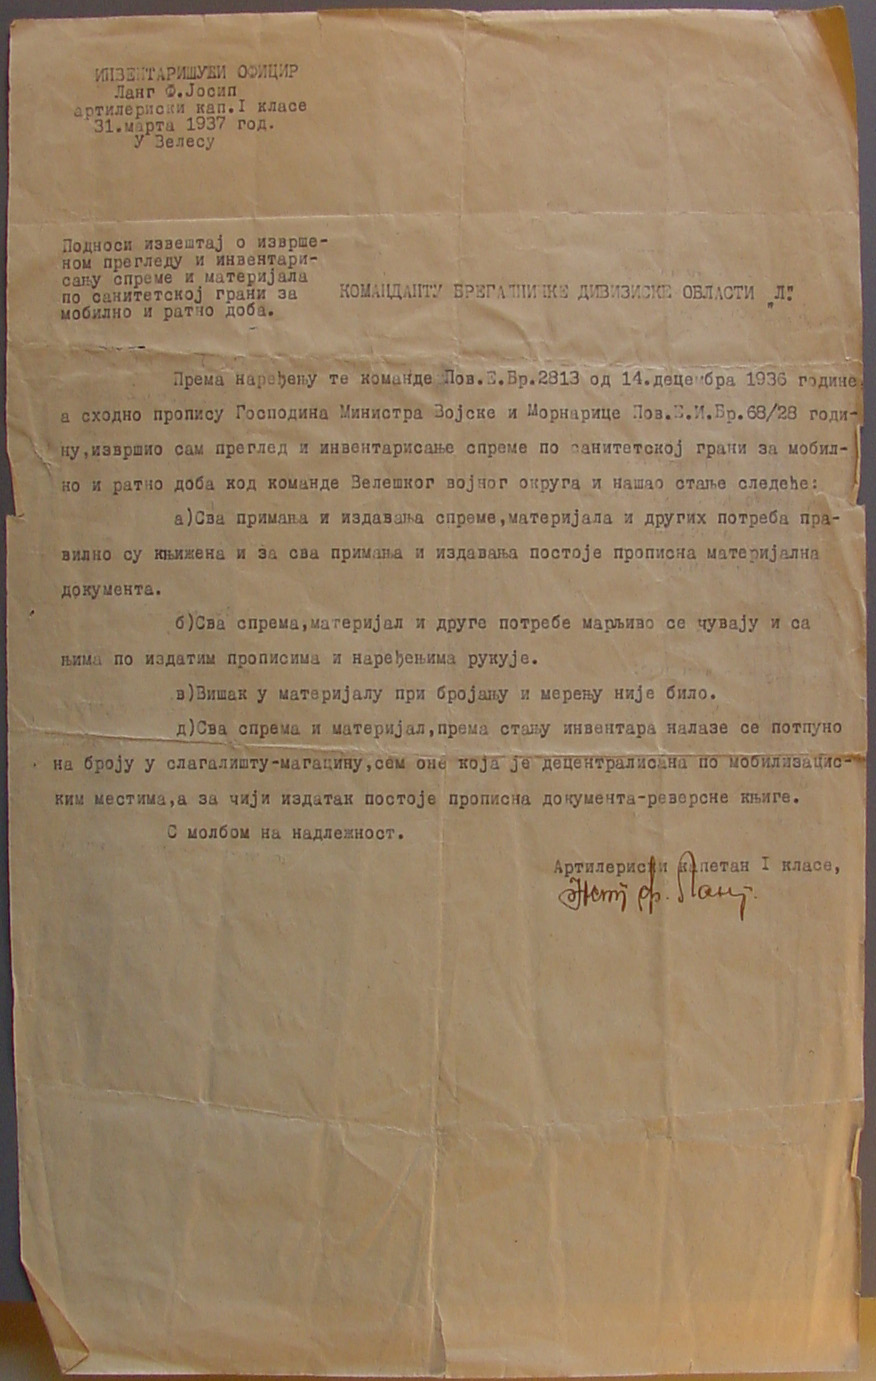 ИНВЕНТАРИШУЋИ ОФИЦИР
Ланг Ф.Јосип
артилериски кап.I класе
31.марта 1937 год.
У Велесу
Подноси извештај о изврше-
ном прегледу и инвентари-
сању спреме и материјала
по санитетској грани за
мобилно и ратно доба.
КОМАНДАНТУ БРЕГАЛНИЧКЕ ДИВИЗИСКЕ ОБЛАСТИ „Л“
Према наређењу те команде Пов.Е.Бр.2813 од 14.децембра 1936 године
а сходно пропису Господина Министра Војске и Морнарице Пов.Е.И.Бр.68/28 годи-
ну,извршио сам преглед и инвентарисање спреме по санитетској грани за мобил-
но и ратно доба код команде Велешког војног округа и нашао стање следеће:
а)Сва примања и издавања спреме,материјала и других потреба пра-
вилно су књижена и за сва примања и издавања постоје прописна материјална
документа.
б)Сва спрема,материјал и друге потребе марљиво се чувају и са
њима по издатим прописима и наређењима рукује.
в)Вишак у материјалу при бројању и мерењу није било.
д)Сва спрема и материјал,према стању инвентара налазе се потпуно
на броју у слагалишту-магацину,сем оне која је децентралисана по мобилизацис-
ким местима,а за чији издатак постоје прописна документа-реверсне књиге.
С молбом на надлежност.
Артилериски капетан I класе,
Јосип Ф. Ланг.